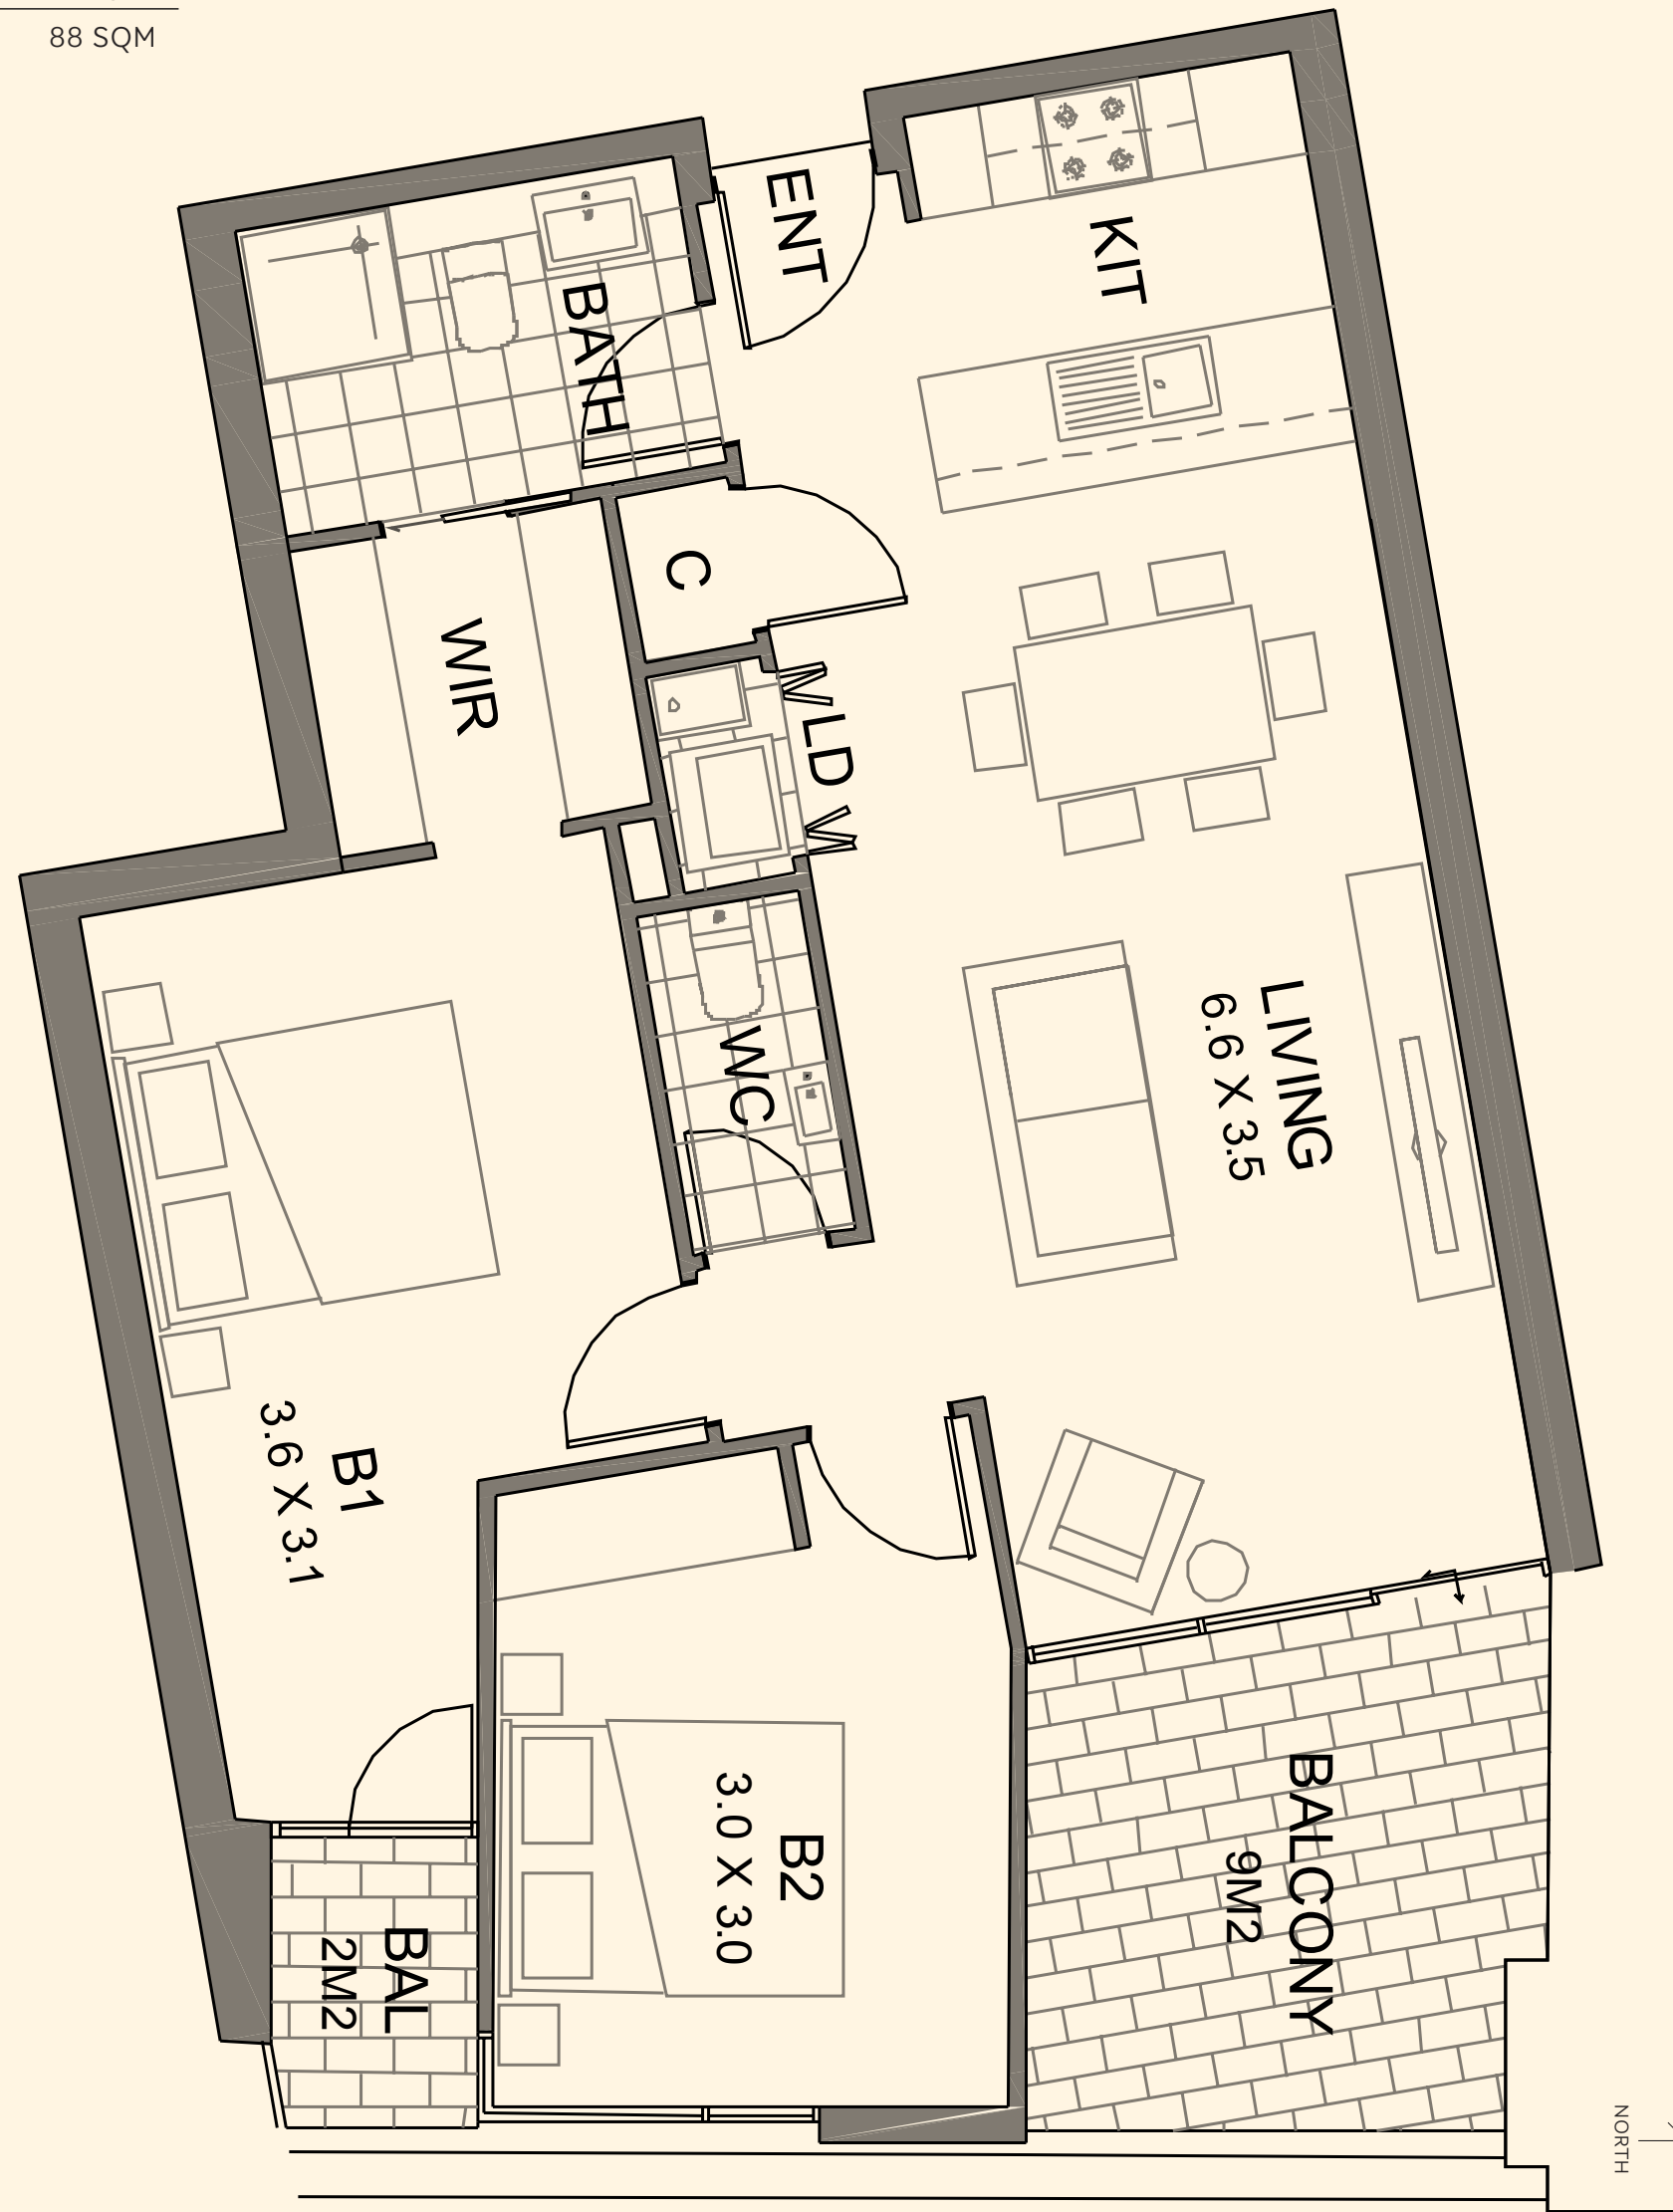 88 SQM
ENT
KIT
BATH
C
WIR
LD
LIVING
6.6 X 3.5
WC
B1
3.6 X 3.1
B2
3.0 X 3.0
BALCONY
9M2
BAL
2M2
NORTH